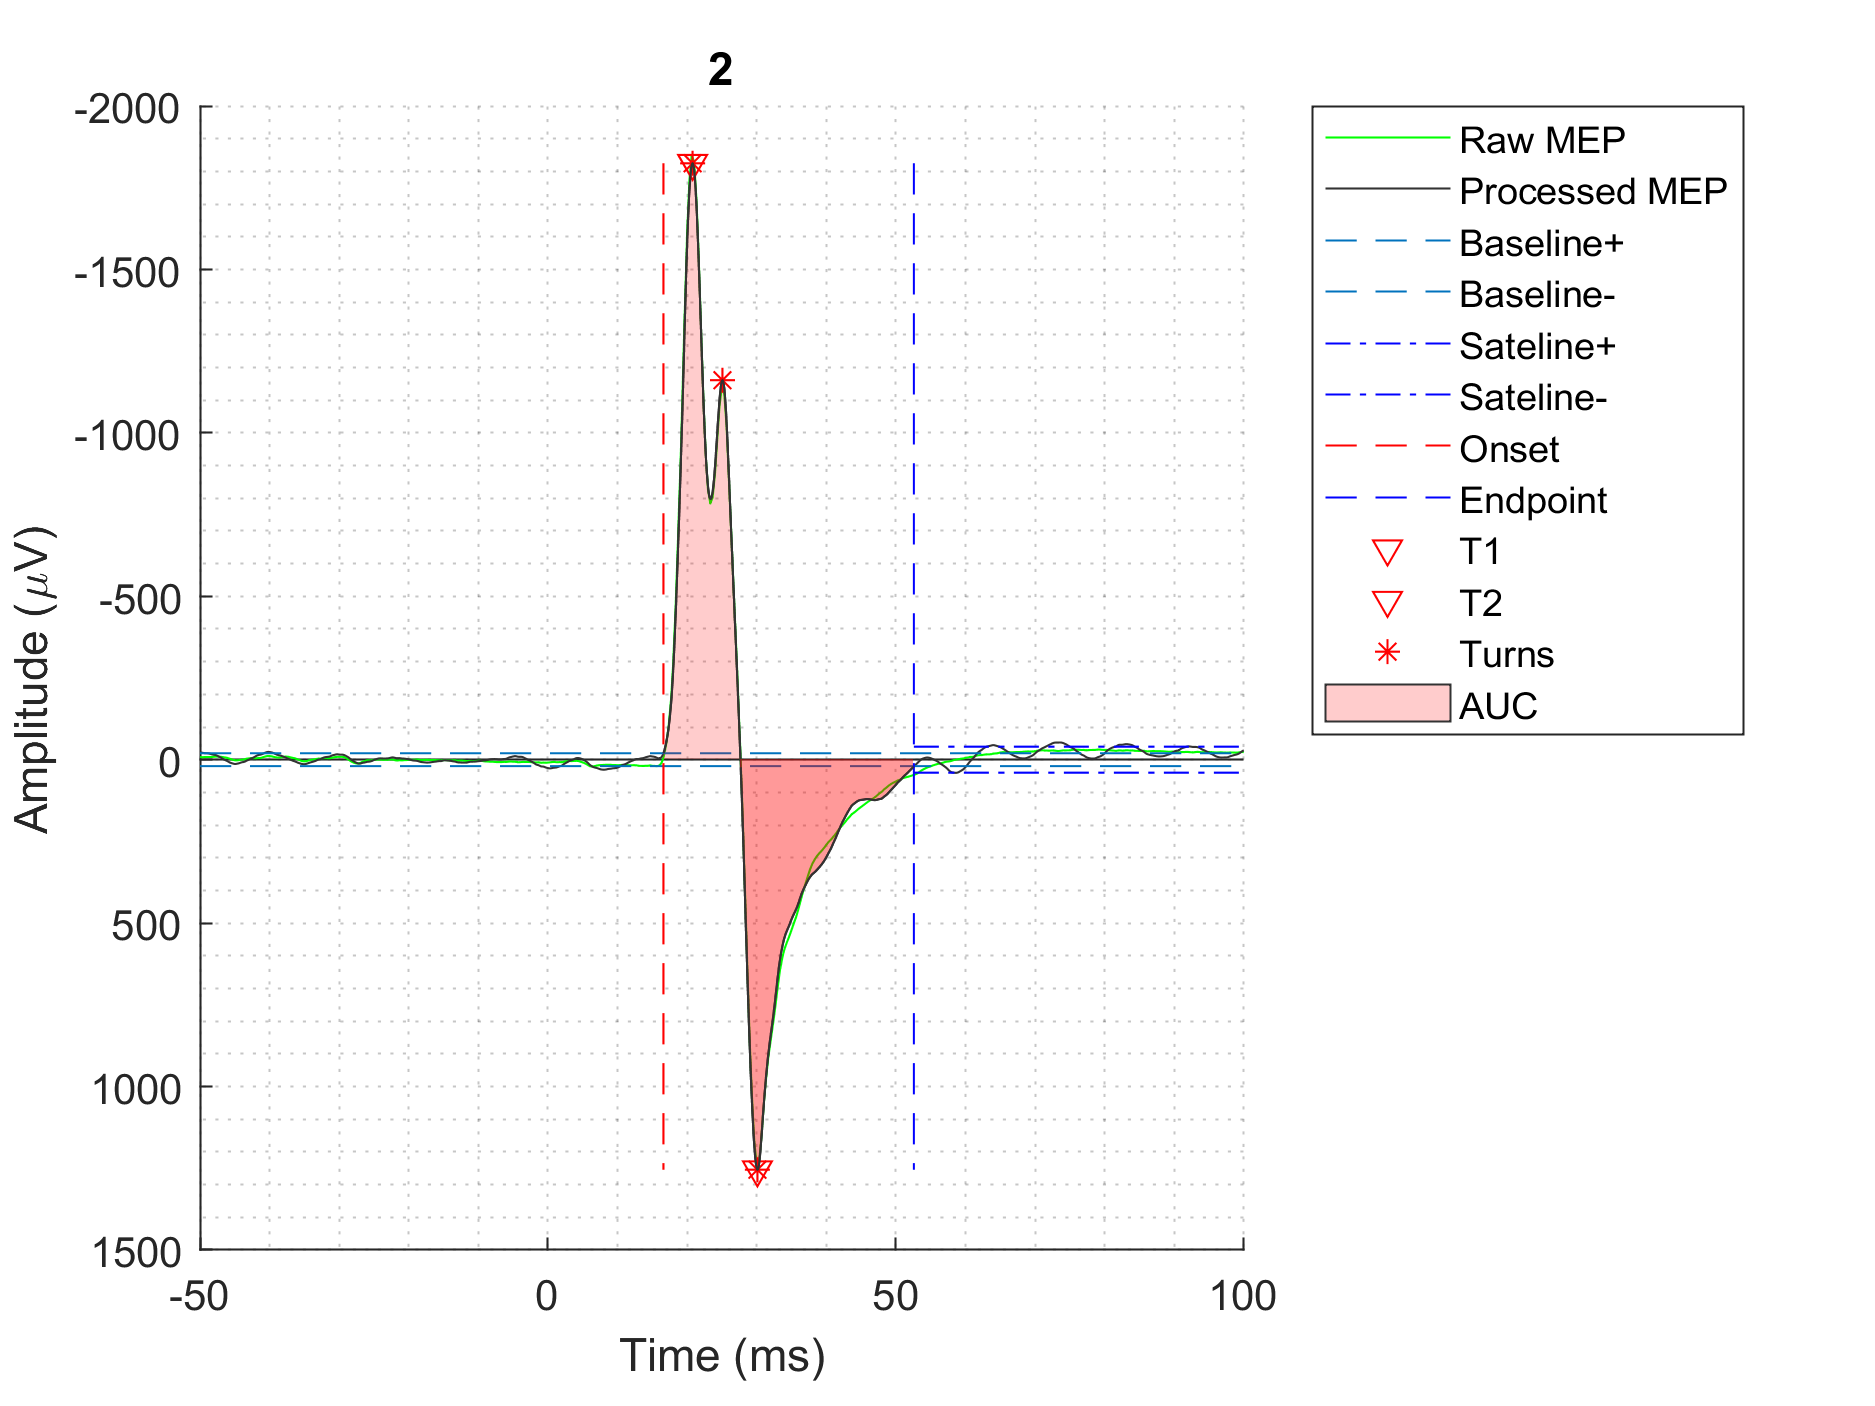 2
-2000
-1500
-1000
-500
0
500
1000
1500
Amplitude (μV)
-50
0
50
100
Time (ms)
Raw MEP
Processed MEP
Baseline+
Baseline-
Sateline+
Sateline-
Onset
Endpoint
T1
T2
Turns
AUC